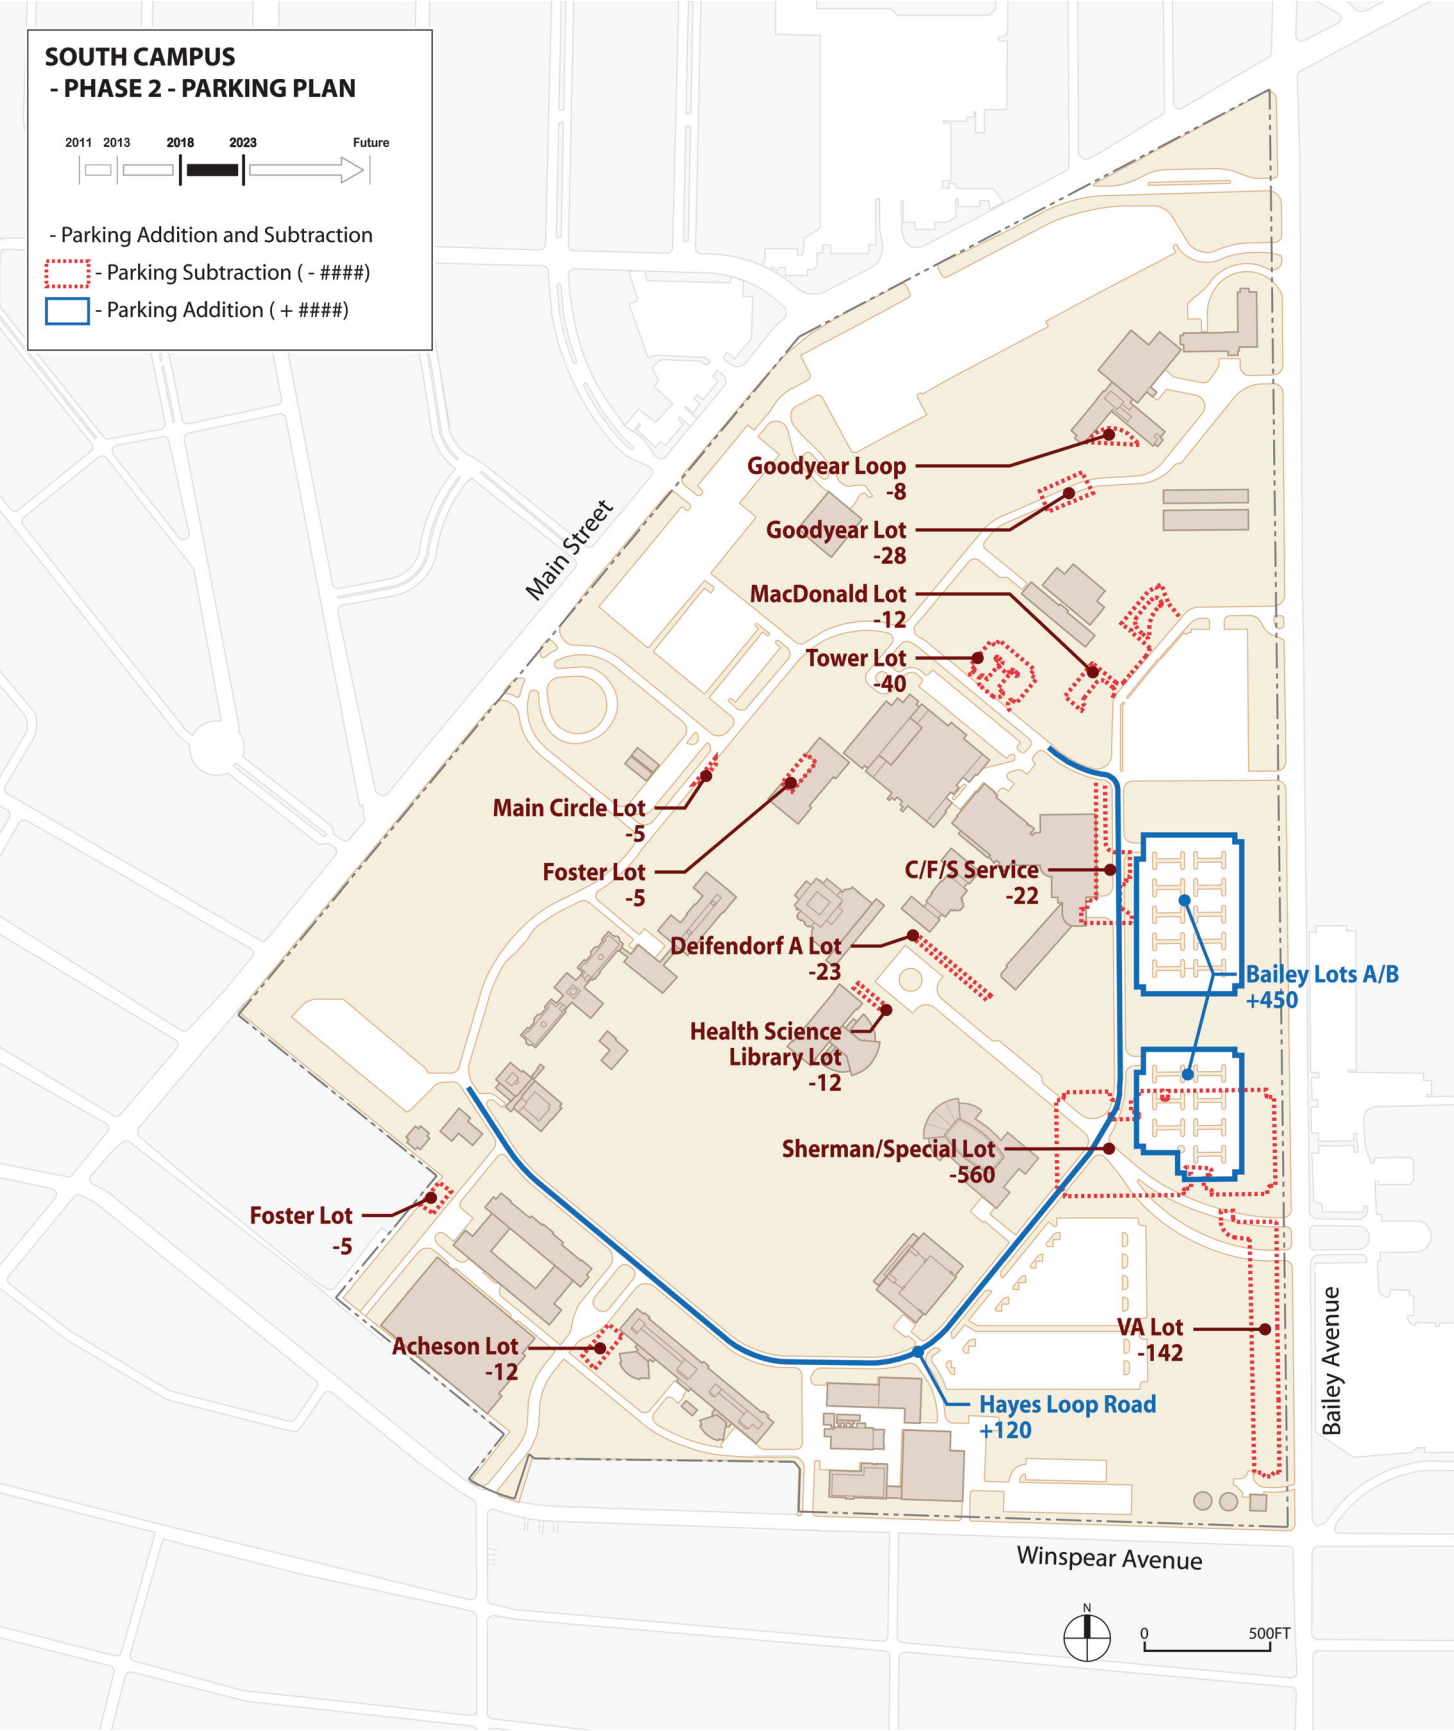 SOUTH CAMPUS
- PHASE 2 - PARKING PLAN
2011 2013 2018 2023 Future
- Parking Addition and Subtraction
- Parking Subtraction ( - ####)
- Parking Addition ( + ####)
Main Street
Goodyear Loop
-8
Goodyear Lot
-28
MacDonald Lot
-12
Tower Lot
-40
Main Circle Lot
-5
Foster Lot
-5
C/F/S Service
-22
Deifendorf A Lot
-23
Bailey Lots A/B
+450
Health Science
Library Lot
-12
Sherman/Special Lot
-560
Foster Lot
-5
VA Lot
-142
Acheson Lot
-12
Hayes Loop Road
+120
Bailey Avenue
Winspear Avenue
N
0 500FT